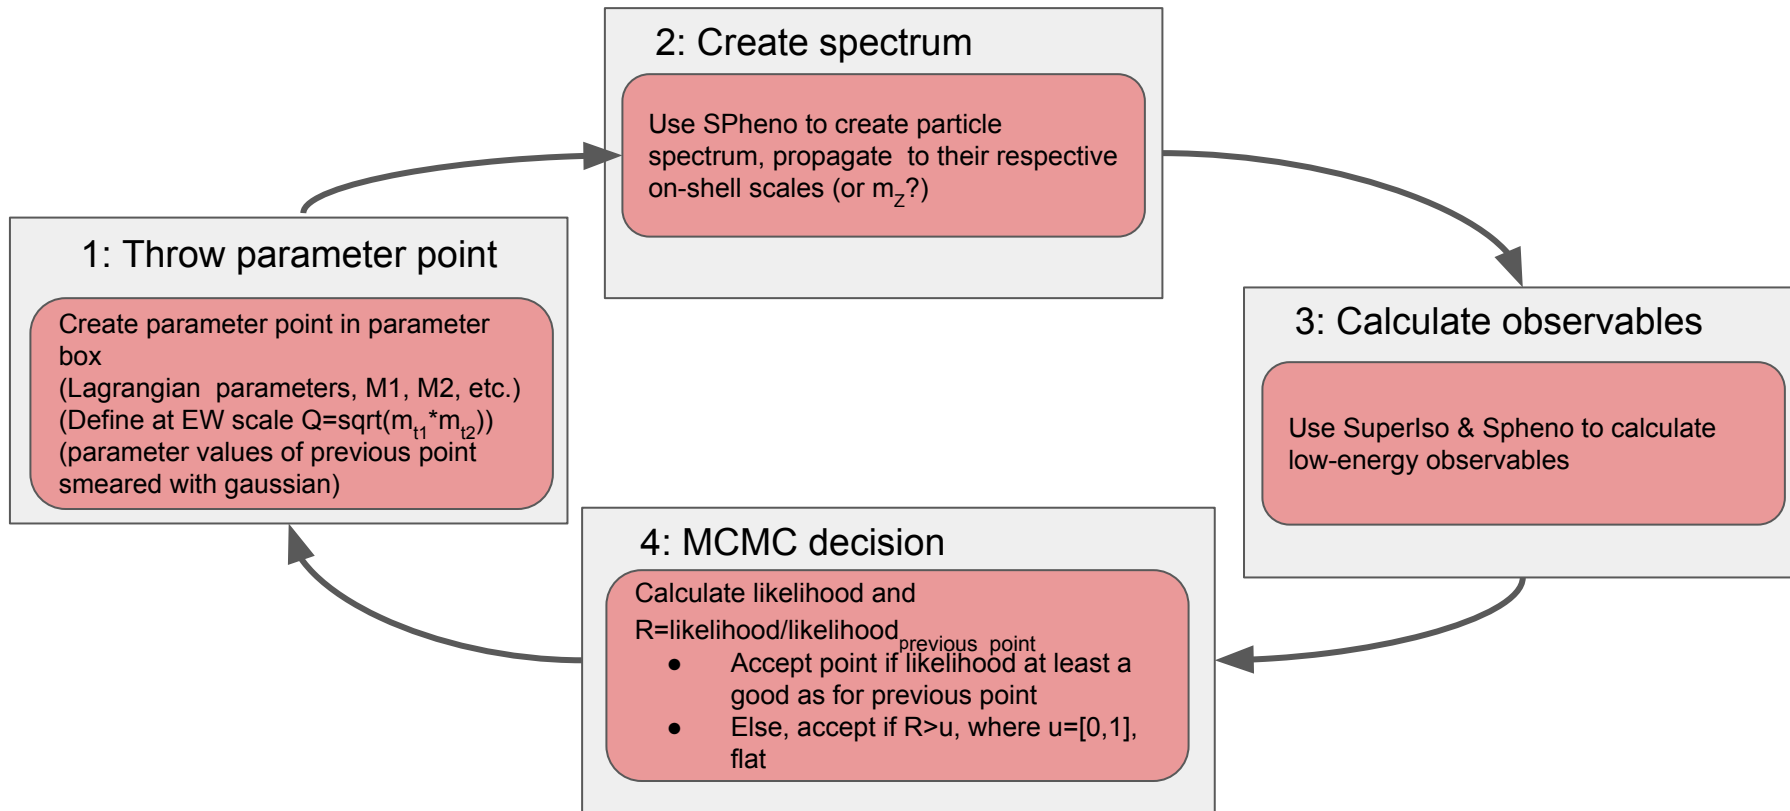 2: Create spectrum
Use SPheno to create particle
spectrum, propagate  to their respective
on-shell scales (or m_Z?)
1: Throw parameter point
Create parameter point in parameter
box
(Lagrangian  parameters, M1, M2, etc.)
(Define at EW scale Q=sqrt(m_t1*m_t2))
(parameter values of previous point
smeared with gaussian)
3: Calculate observables
Use SuperIso & Spheno to calculate
low-energy observables
4: MCMC decision
Calculate likelihood and
R=likelihood/likelihood_previous  point
● Accept point if likelihood at least a
good as for previous point
● Else, accept if R>u, where u=[0,1],
flat